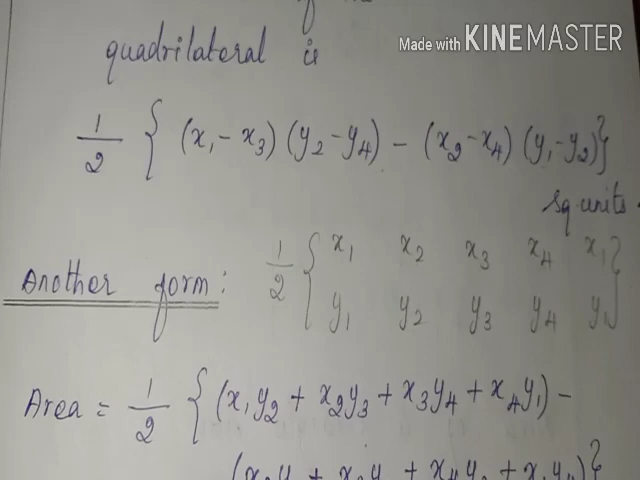 Made with KINEMASTER
quadrilateral is
1/2 { (x₁ - x₃) (y₂ - y₄) - (x₂ - x₄) (y₁ - y₂)}
sq units.
Another form: 1/2 { x₁ x₂ x₃ x₄ x₁
y₁ y₂ y₃ y₄ y₁ }
Area = 1/2 { (x₁y₂ + x₂y₃ + x₃y₄ + x₄y₁) -